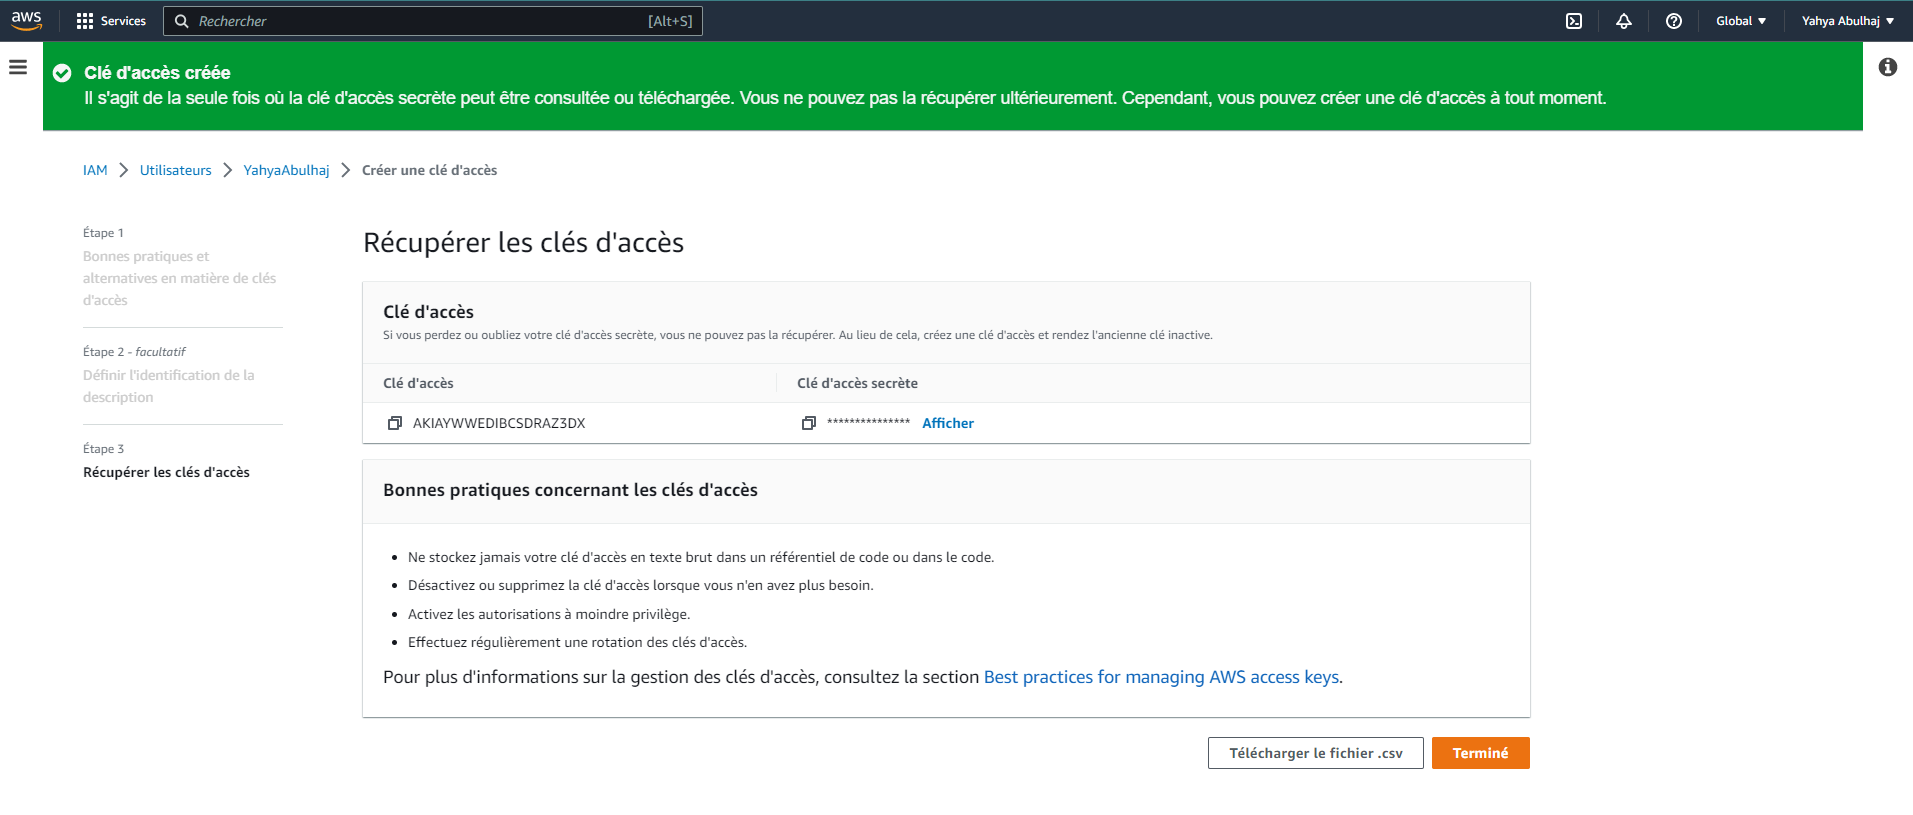 aws Services Rechercher [Alt+S] Global Yahya Abulhaj
Clé d'accès créée
Il s'agit de la seule fois où la clé d'accès secrète peut être consultée ou téléchargée. Vous ne pouvez pas la récupérer ultérieurement. Cependant, vous pouvez créer une clé d'accès à tout moment.
IAM > Utilisateurs > YahyaAbulhaj > Créer une clé d'accès
Étape 1
Bonnes pratiques et
alternatives en matière de clés
d'accès
Étape 2 - facultatif
Définir l'identification de la
description
Étape 3
Récupérer les clés d'accès
Récupérer les clés d'accès
Clé d'accès
Si vous perdez ou oubliez votre clé d'accès secrète, vous ne pouvez pas la récupérer. Au lieu de cela, créez une clé d'accès et rendez l'ancienne clé inactive.
Clé d'accès Clé d'accès secrète
AKIAYWWEDIBCSDRAZ3DX *************** Afficher
Bonnes pratiques concernant les clés d'accès
• Ne stockez jamais votre clé d'accès en texte brut dans un référentiel de code ou dans le code.
• Désactivez ou supprimez la clé d'accès lorsque vous n'en avez plus besoin.
• Activez les autorisations à moindre privilège.
• Effectuez régulièrement une rotation des clés d'accès.
Pour plus d'informations sur la gestion des clés d'accès, consultez la section Best practices for managing AWS access keys.
Télécharger le fichier .csv Terminé